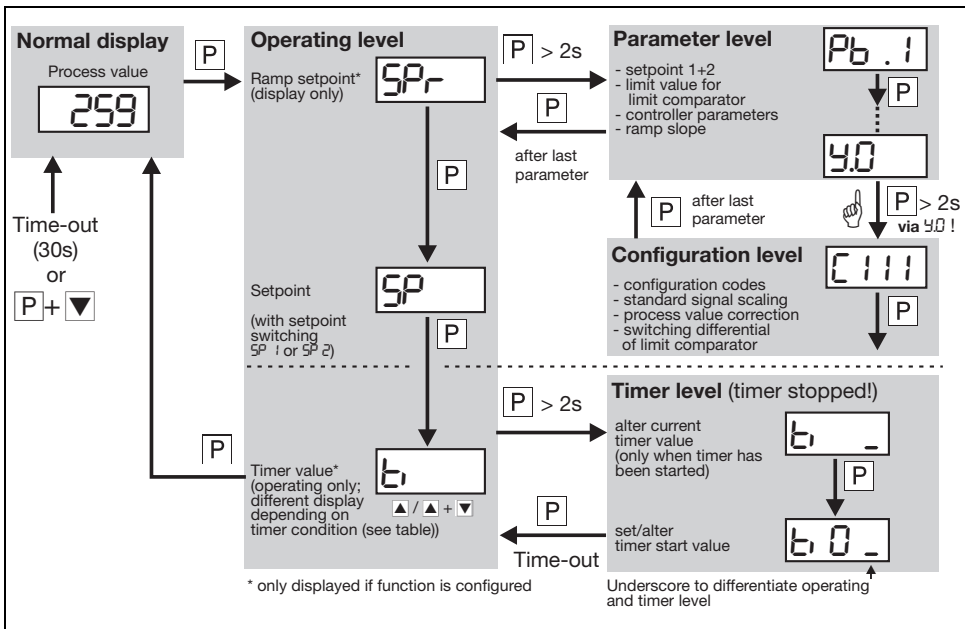 Normal display
Process value
259
P
Time-out
(30s)
or
P + ▼
P
Operating level
Ramp setpoint*
(display only)
SPr
P
Setpoint
SP
(with setpoint
switching
SP 1 or SP 2)
P
Timer value*
(operating only;
different display
depending on
timer condition (see table))
ti
▲ / ▲ + ▼
* only displayed if function is configured
P > 2s
P
after last
parameter
Parameter level
- setpoint 1+2
- limit value for
limit comparator
- controller parameters
- ramp slope
Pb . 1
P
y.0
P after last
parameter
P > 2s
via y.0 !
Configuration level
- configuration codes
- standard signal scaling
- process value correction
- switching differential
of limit comparator
C111
P
P > 2s
P
Time-out
Timer level (timer stopped!)
alter current
timer value
(only when timer has
been started)
ti _
P
set/alter
timer start value
ti 0 _
Underscore to differentiate operating
and timer level